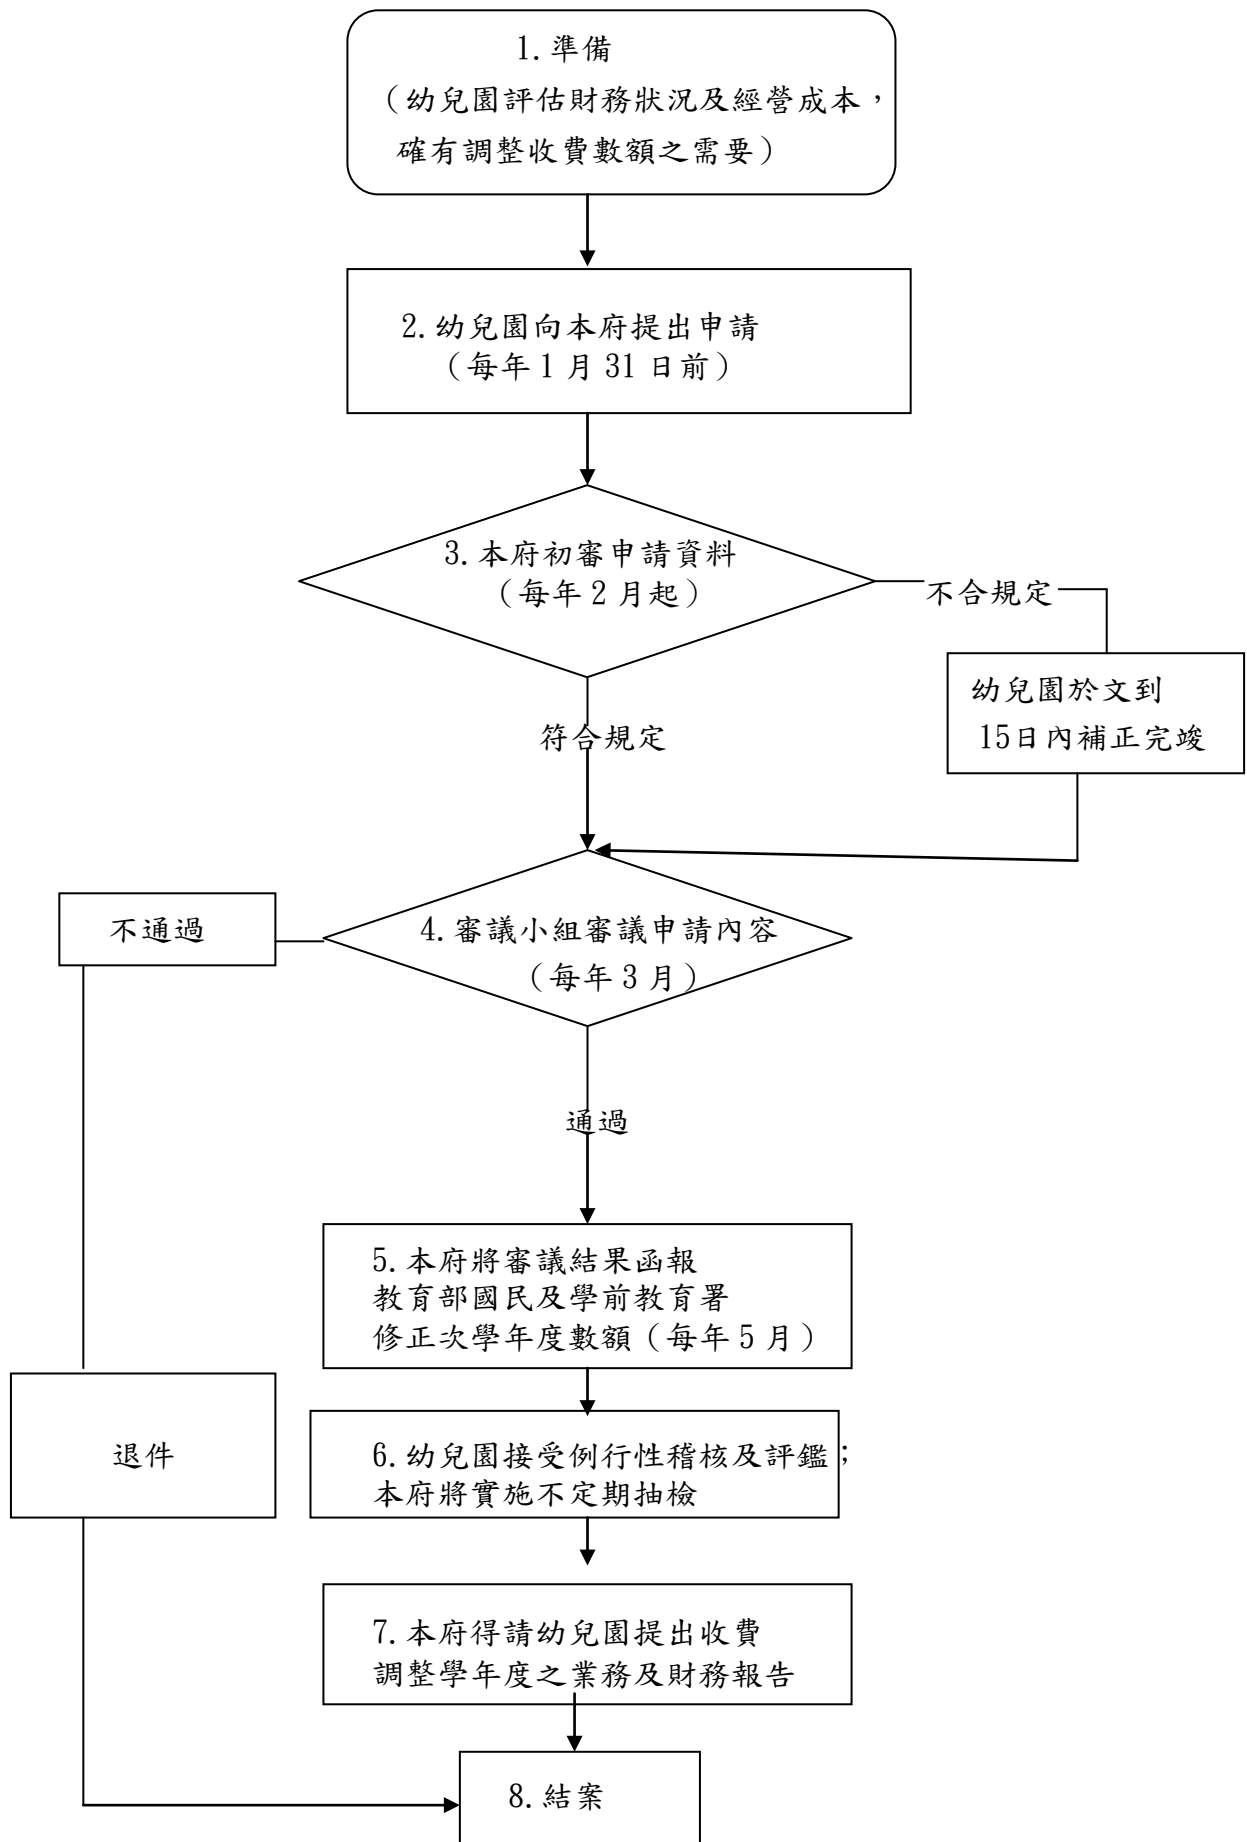 1.準備
（幼兒園評估財務狀況及經營成本，
確有調整收費數額之需要）
2.幼兒園向本府提出申請
（每年1月31日前）
3.本府初審申請資料
（每年2月起）
不合規定
幼兒園於文到
15日內補正完竣
符合規定
不通過
4.審議小組審議申請內容
（每年3月）
通過
5.本府將審議結果函報
教育部國民及學前教育署
修正次學年度數額（每年5月）
退件
6.幼兒園接受例行性稽核及評鑑；
本府將實施不定期抽檢
7.本府得請幼兒園提出收費
調整學年度之業務及財務報告
8.結案